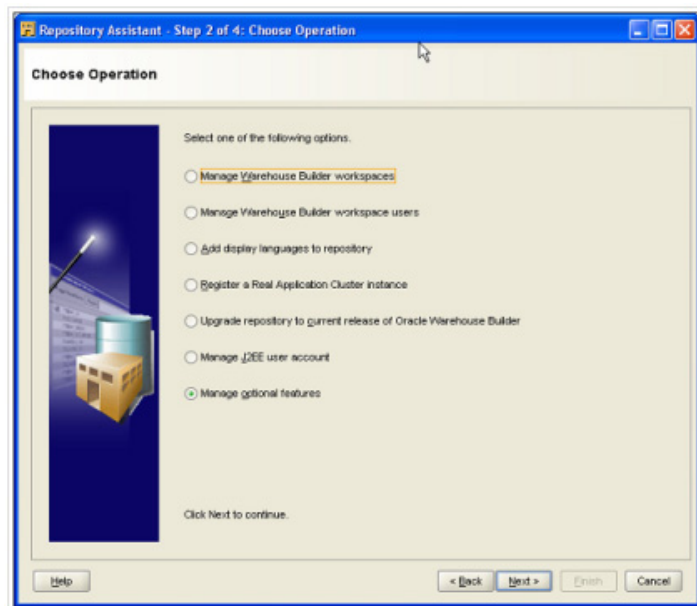 Repository Assistant - Step 2 of 4: Choose Operation
Choose Operation
Select one of the following options.
Manage Warehouse Builder workspaces
Manage Warehouse Builder workspace users
Add display languages to repository
Register a Real Application Cluster instance
Upgrade repository to current release of Oracle Warehouse Builder
Manage J2EE user account
Manage optional features
Click Next to continue.
Help
< Back
Next >
Finish
Cancel